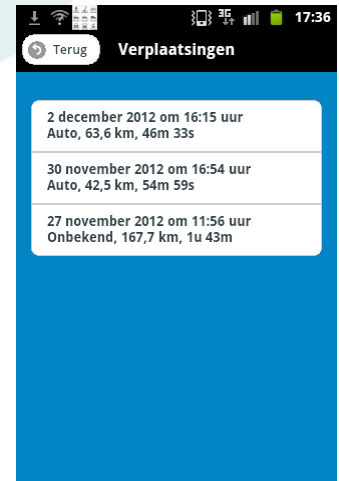 3G 17:36
Terug Verplaatsingen
2 december 2012 om 16:15 uur
Auto, 63,6 km, 46m 33s
30 november 2012 om 16:54 uur
Auto, 42,5 km, 54m 59s
27 november 2012 om 11:56 uur
Onbekend, 167,7 km, 1u 43m